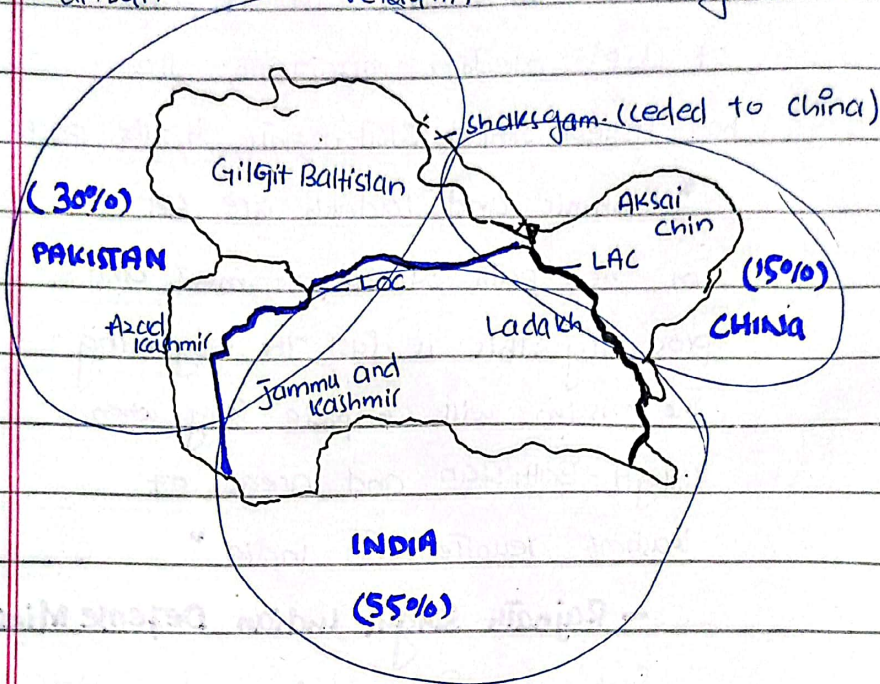 shaksgam. (ceded to China)
GilGit Baltistan
(30%)
PAKISTAN
Aksai
Chin
LAC
(15%)
CHINA
LOC
Azad
Kashmir
Ladakh
Jammu and
Kashmir
INDIA
(55%)